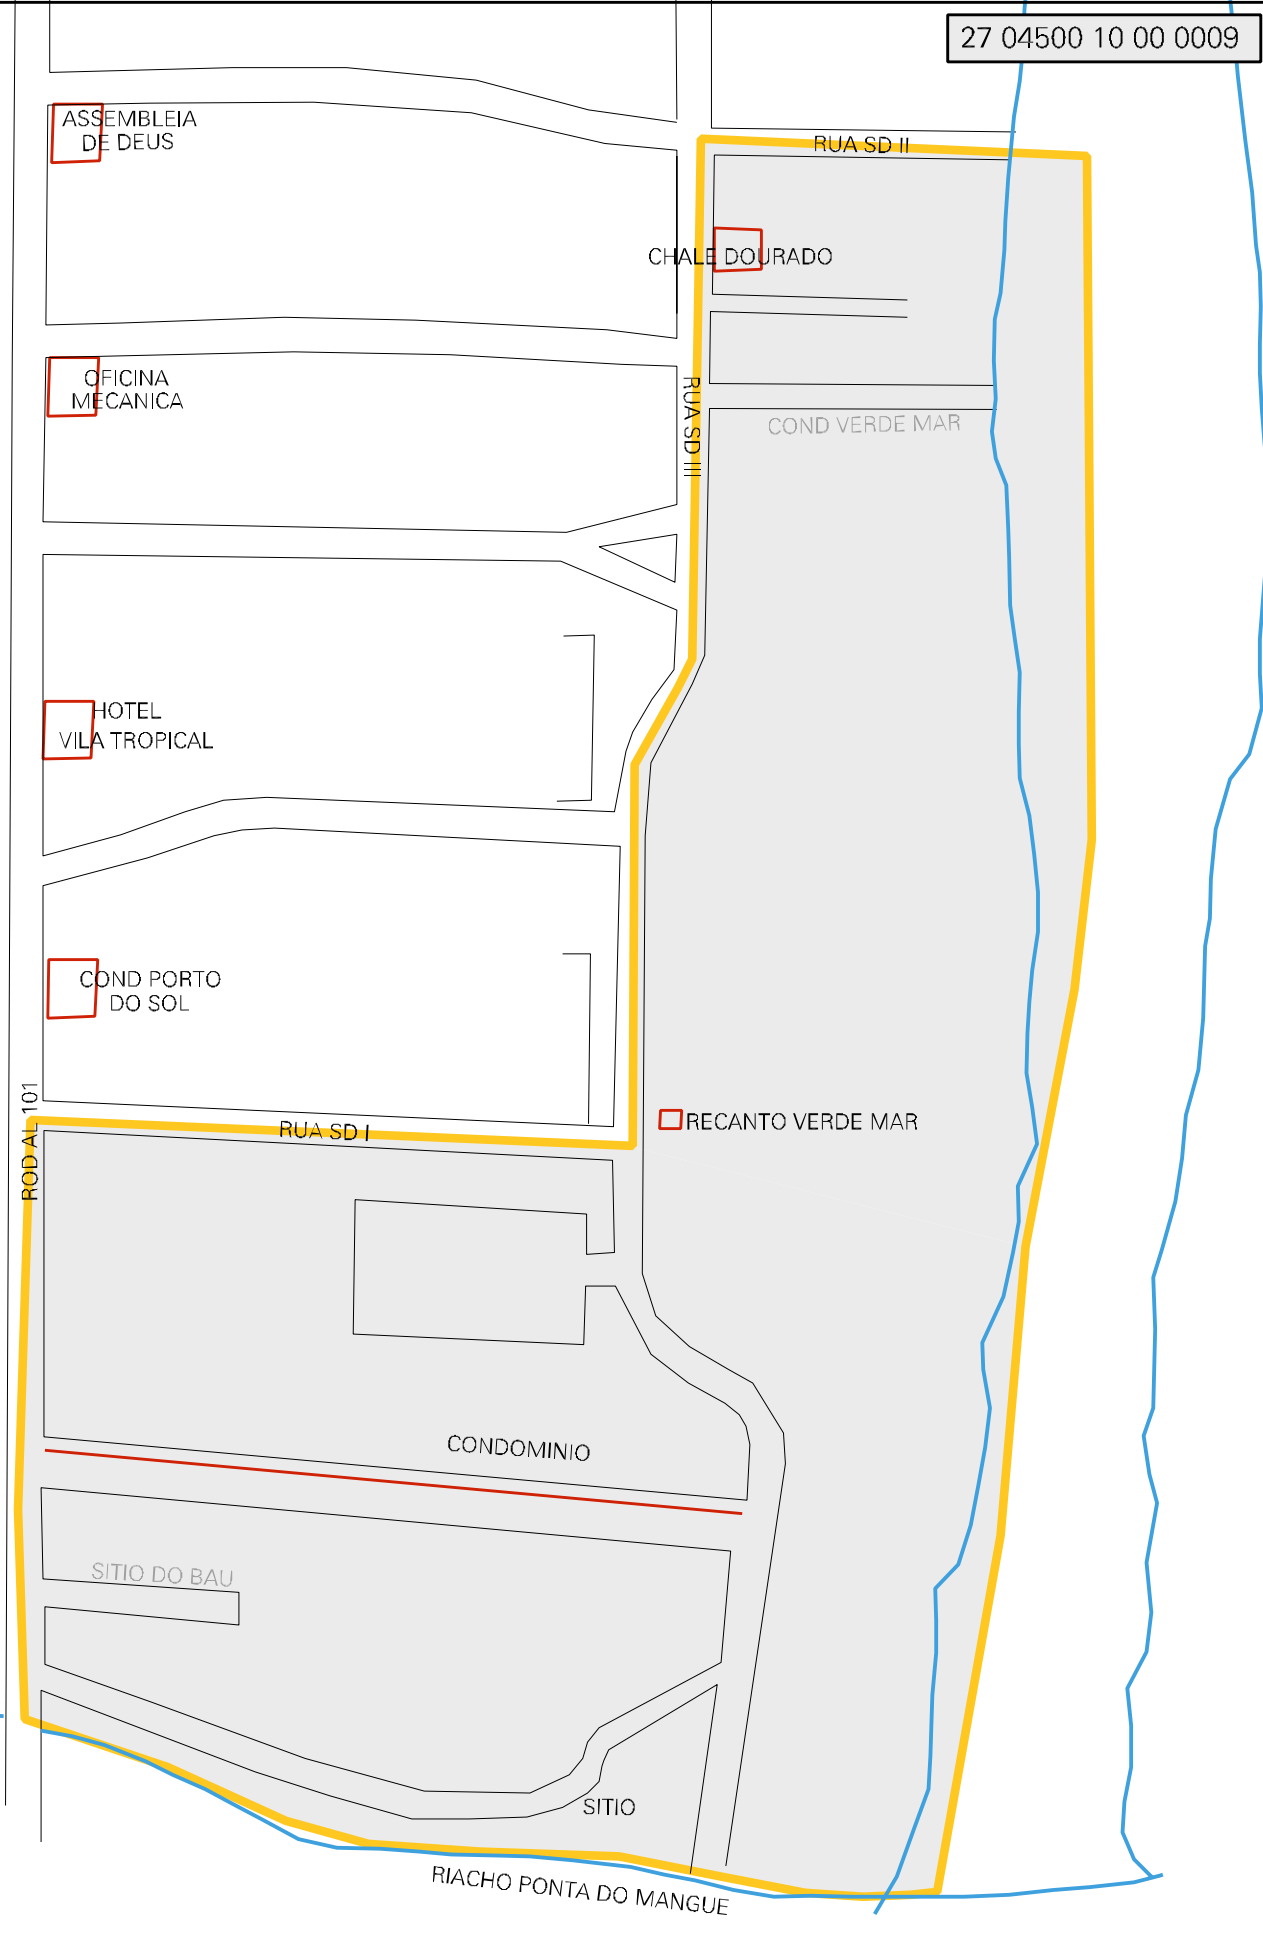 27 04500 10 00 0009
ASSEMBLEIA
DE DEUS
RUA SD II
CHALE DOURADO
OFICINA
MECANICA
RUA SD III
COND VERDE MAR
HOTEL
VILA TROPICAL
COND PORTO
DO SOL
ROD AL 101
RUA SD I
RECANTO VERDE MAR
CONDOMINIO
SITIO DO BAU
SITIO
RIACHO PONTA DO MANGUE